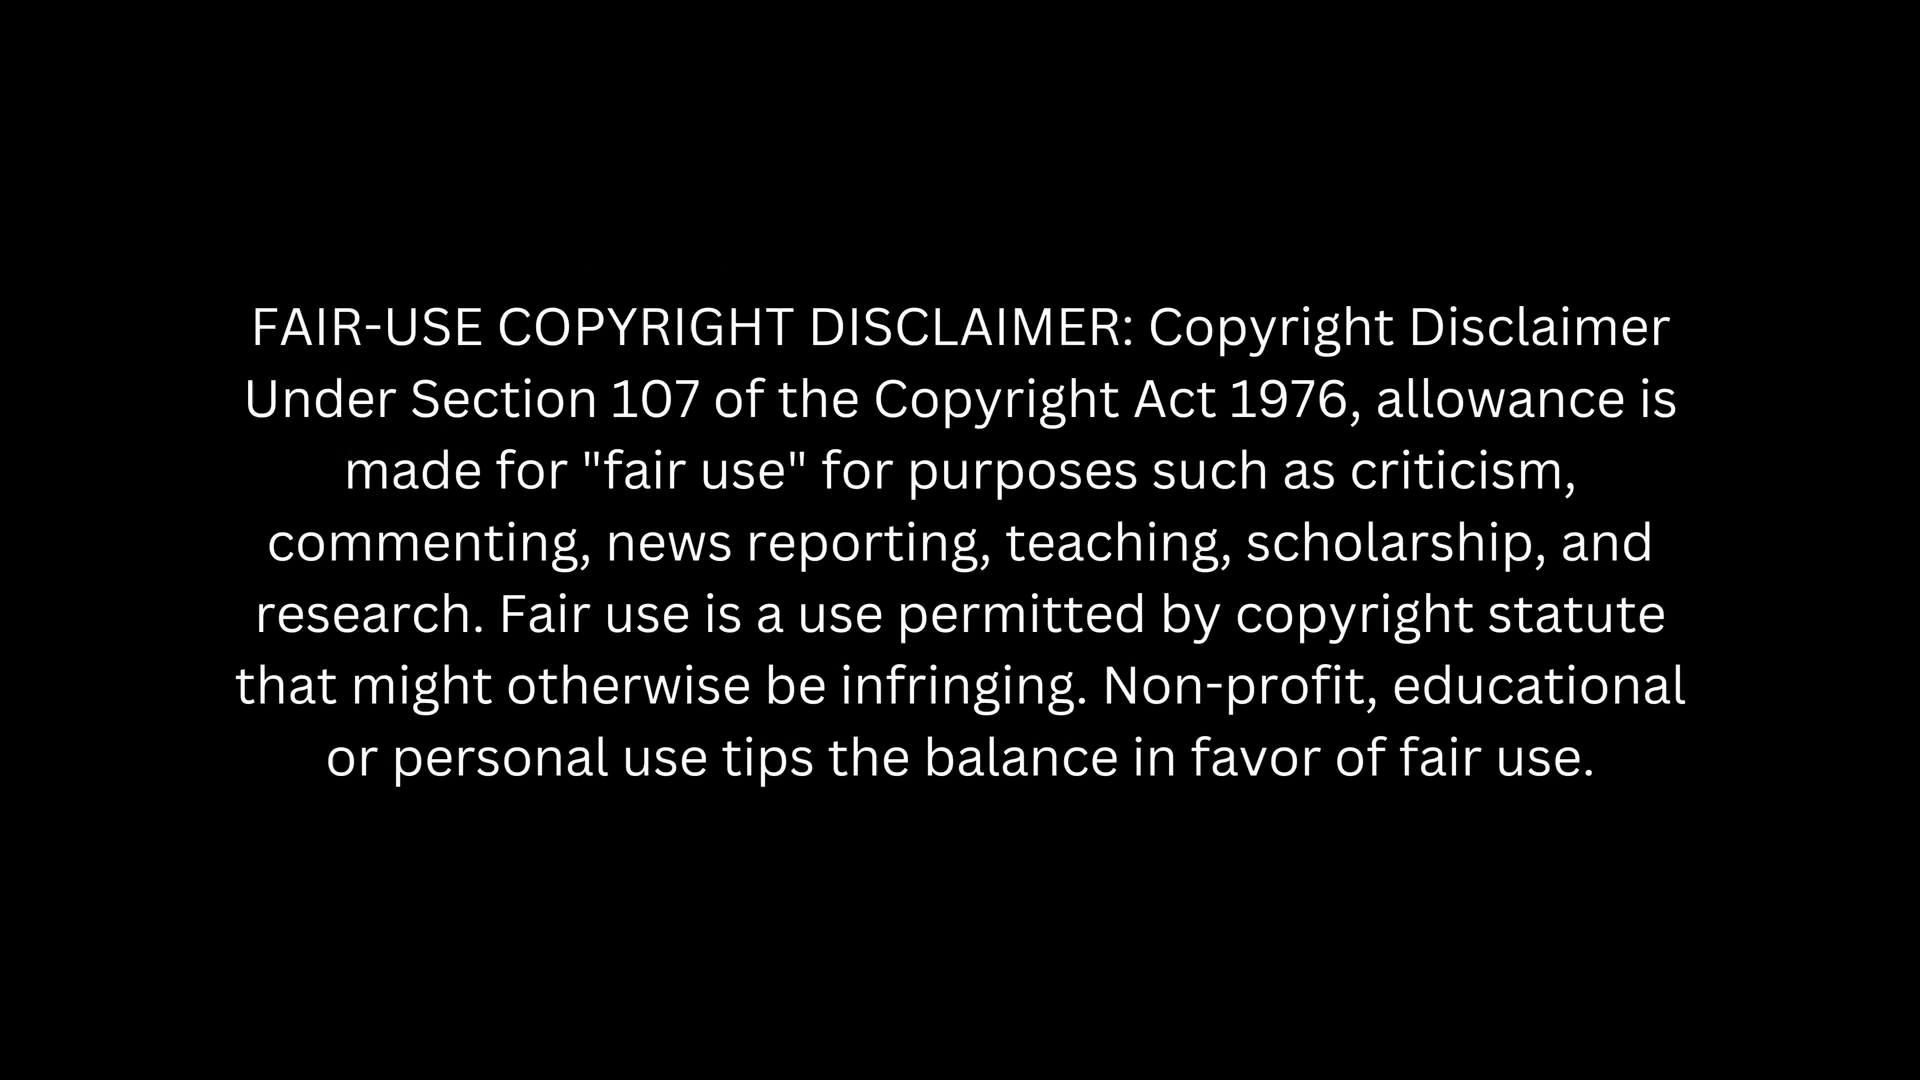 FAIR-USE COPYRIGHT DISCLAIMER: Copyright Disclaimer
Under Section 107 of the Copyright Act 1976, allowance is
made for "fair use" for purposes such as criticism,
commenting, news reporting, teaching, scholarship, and
research. Fair use is a use permitted by copyright statute
that might otherwise be infringing. Non-profit, educational
or personal use tips the balance in favor of fair use.